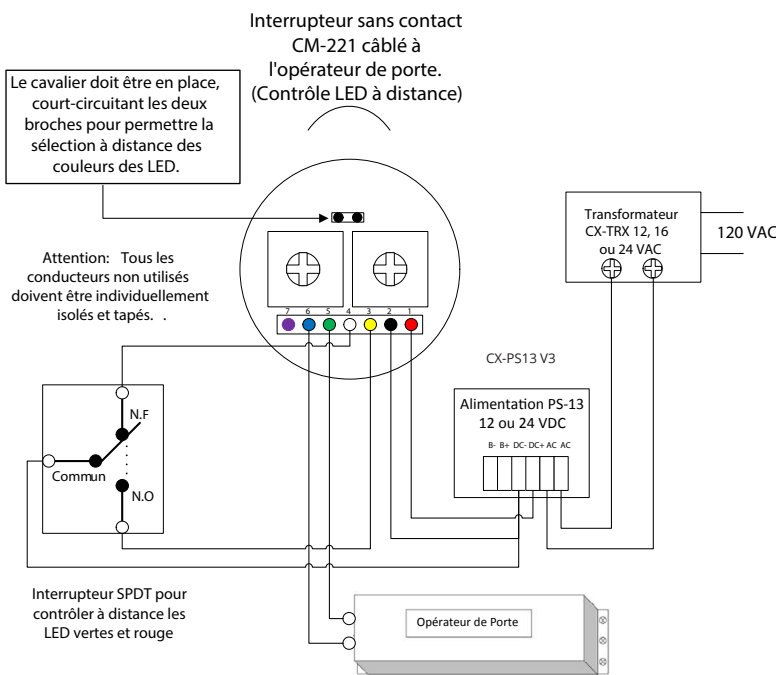 Interrupteur sans contact
CM-221 câblé à
l'opérateur de porte.
(Contrôle LED à distance)
Le cavalier doit être en place,
court-circuitant les deux
broches pour permettre la
sélection à distance des
couleurs des LED.
Attention: Tous les
conducteurs non utilisés
doivent être individuellement
isolés et tapés. .
7 6 5 4 3 2 1
Transformateur
CX-TRX 12, 16
ou 24 VAC
120 VAC
CX-PS13 V3
Alimentation PS-13
12 ou 24 VDC
B- B+ DC- DC+ AC AC
N.F
Commun
N.O
Interrupteur SPDT pour
contrôler à distance les
LED vertes et rouge
Opérateur de Porte